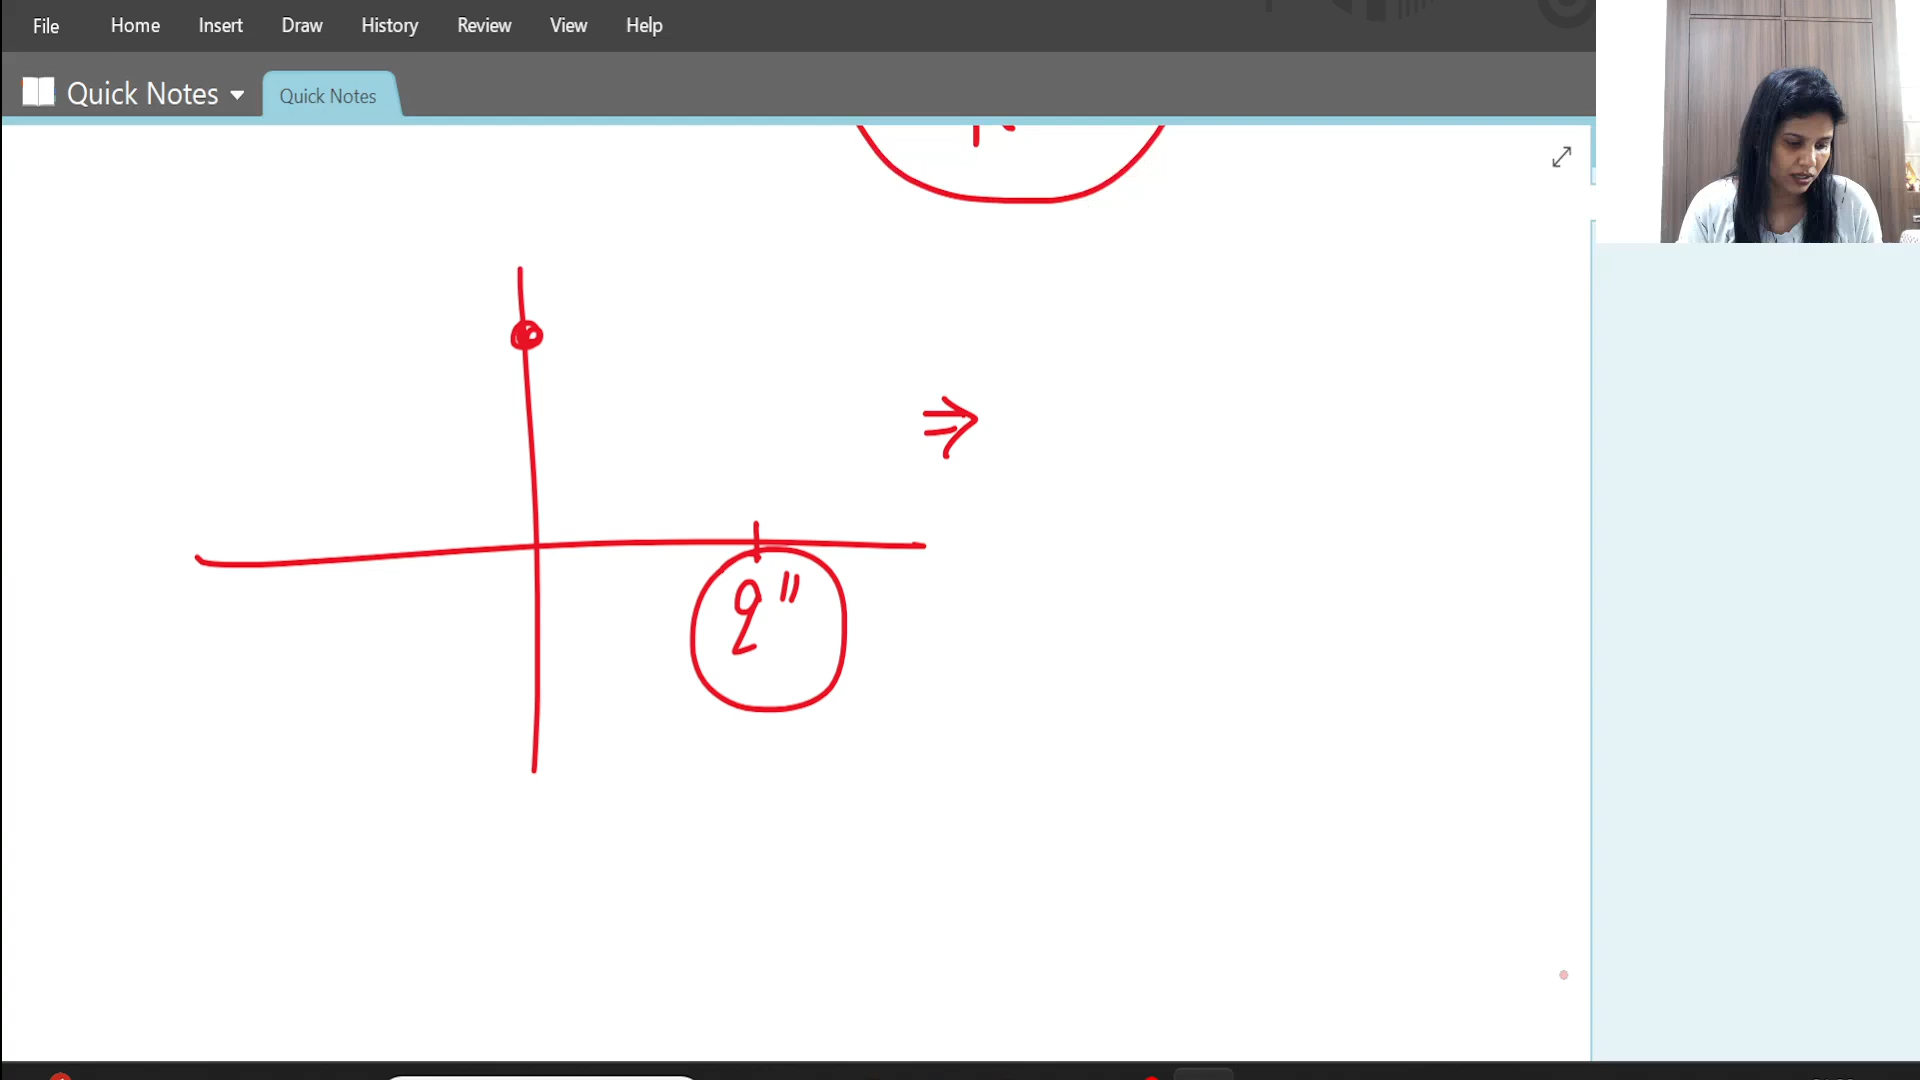 File Home Insert Draw History Review View Help
Quick Notes Quick Notes
⇒
9"